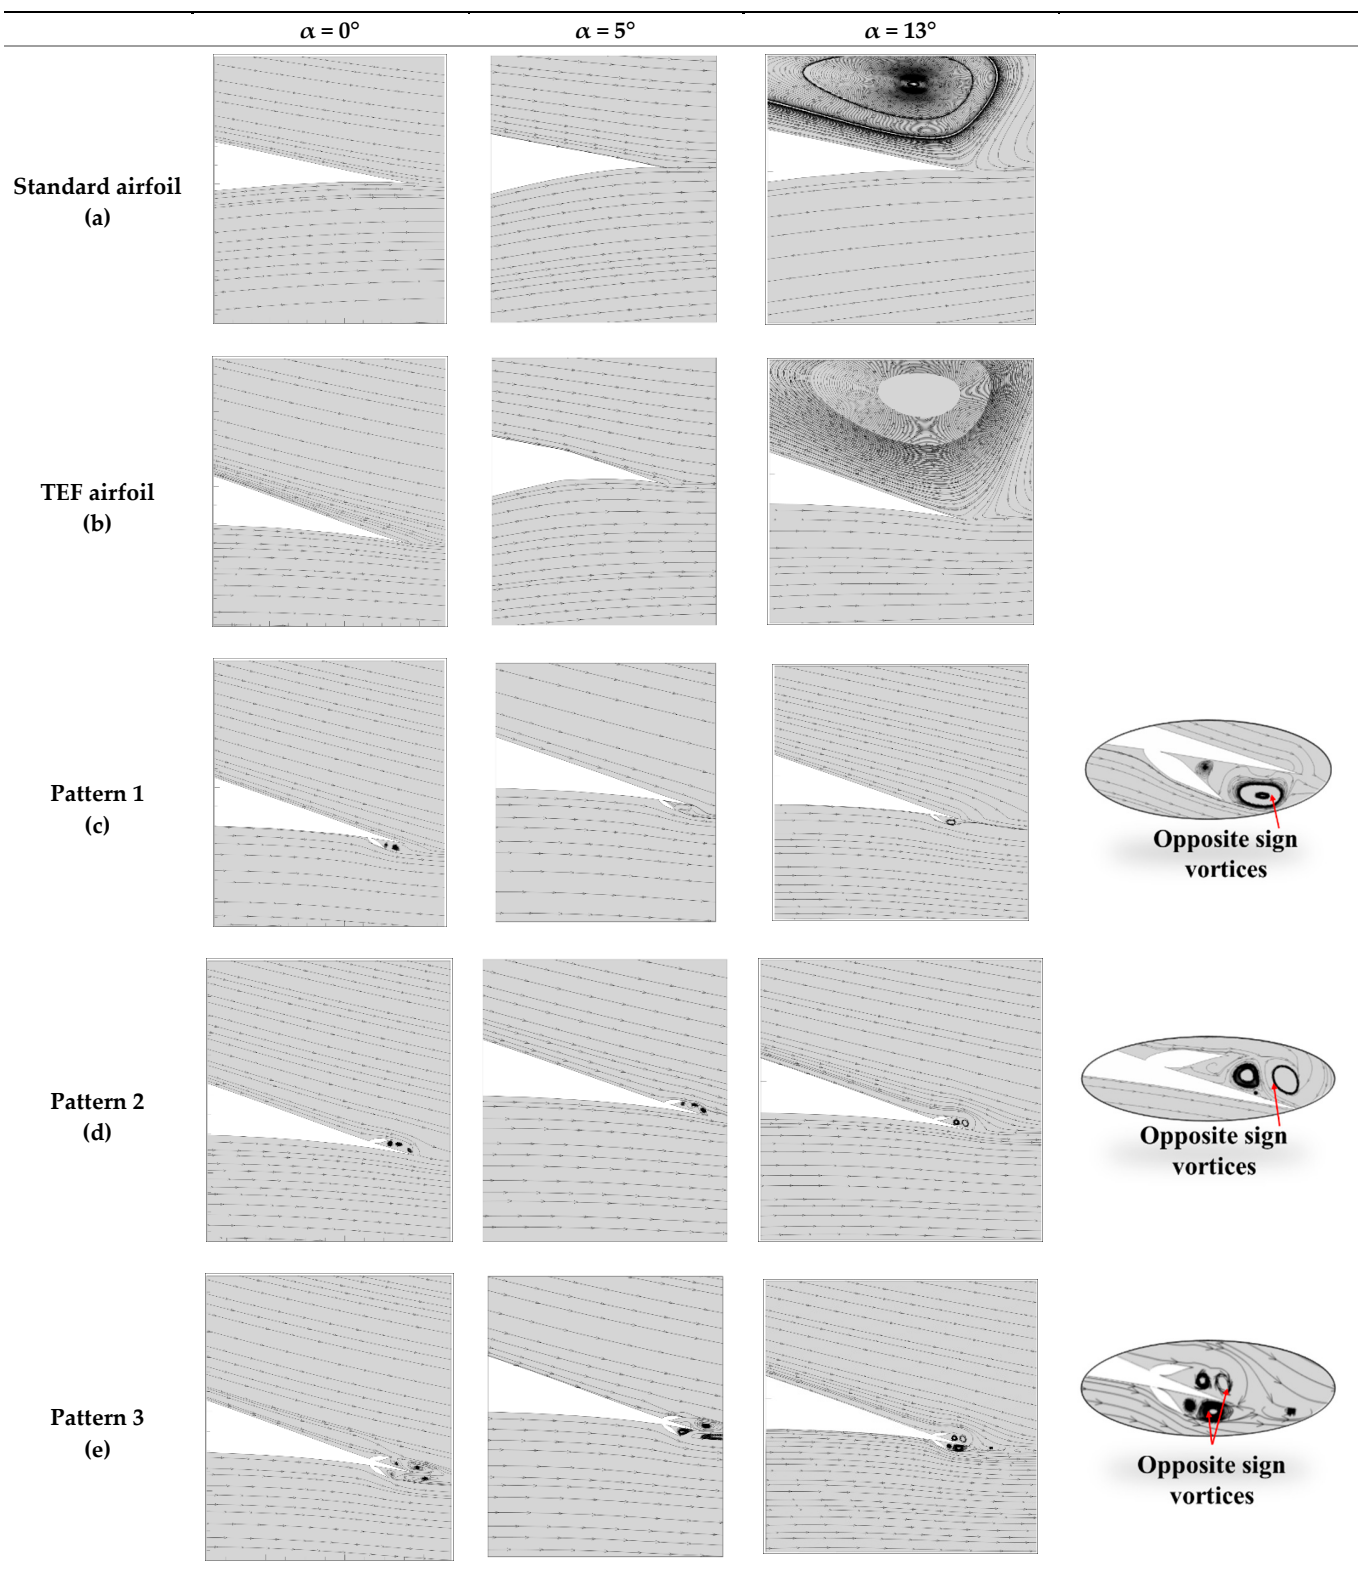 α = 0° α = 5° α = 13°
Standard airfoil
(a)
TEF airfoil
(b)
Pattern 1
(c)
Opposite sign
vortices
Pattern 2
(d)
Opposite sign
vortices
Pattern 3
(e)
Opposite sign
vortices